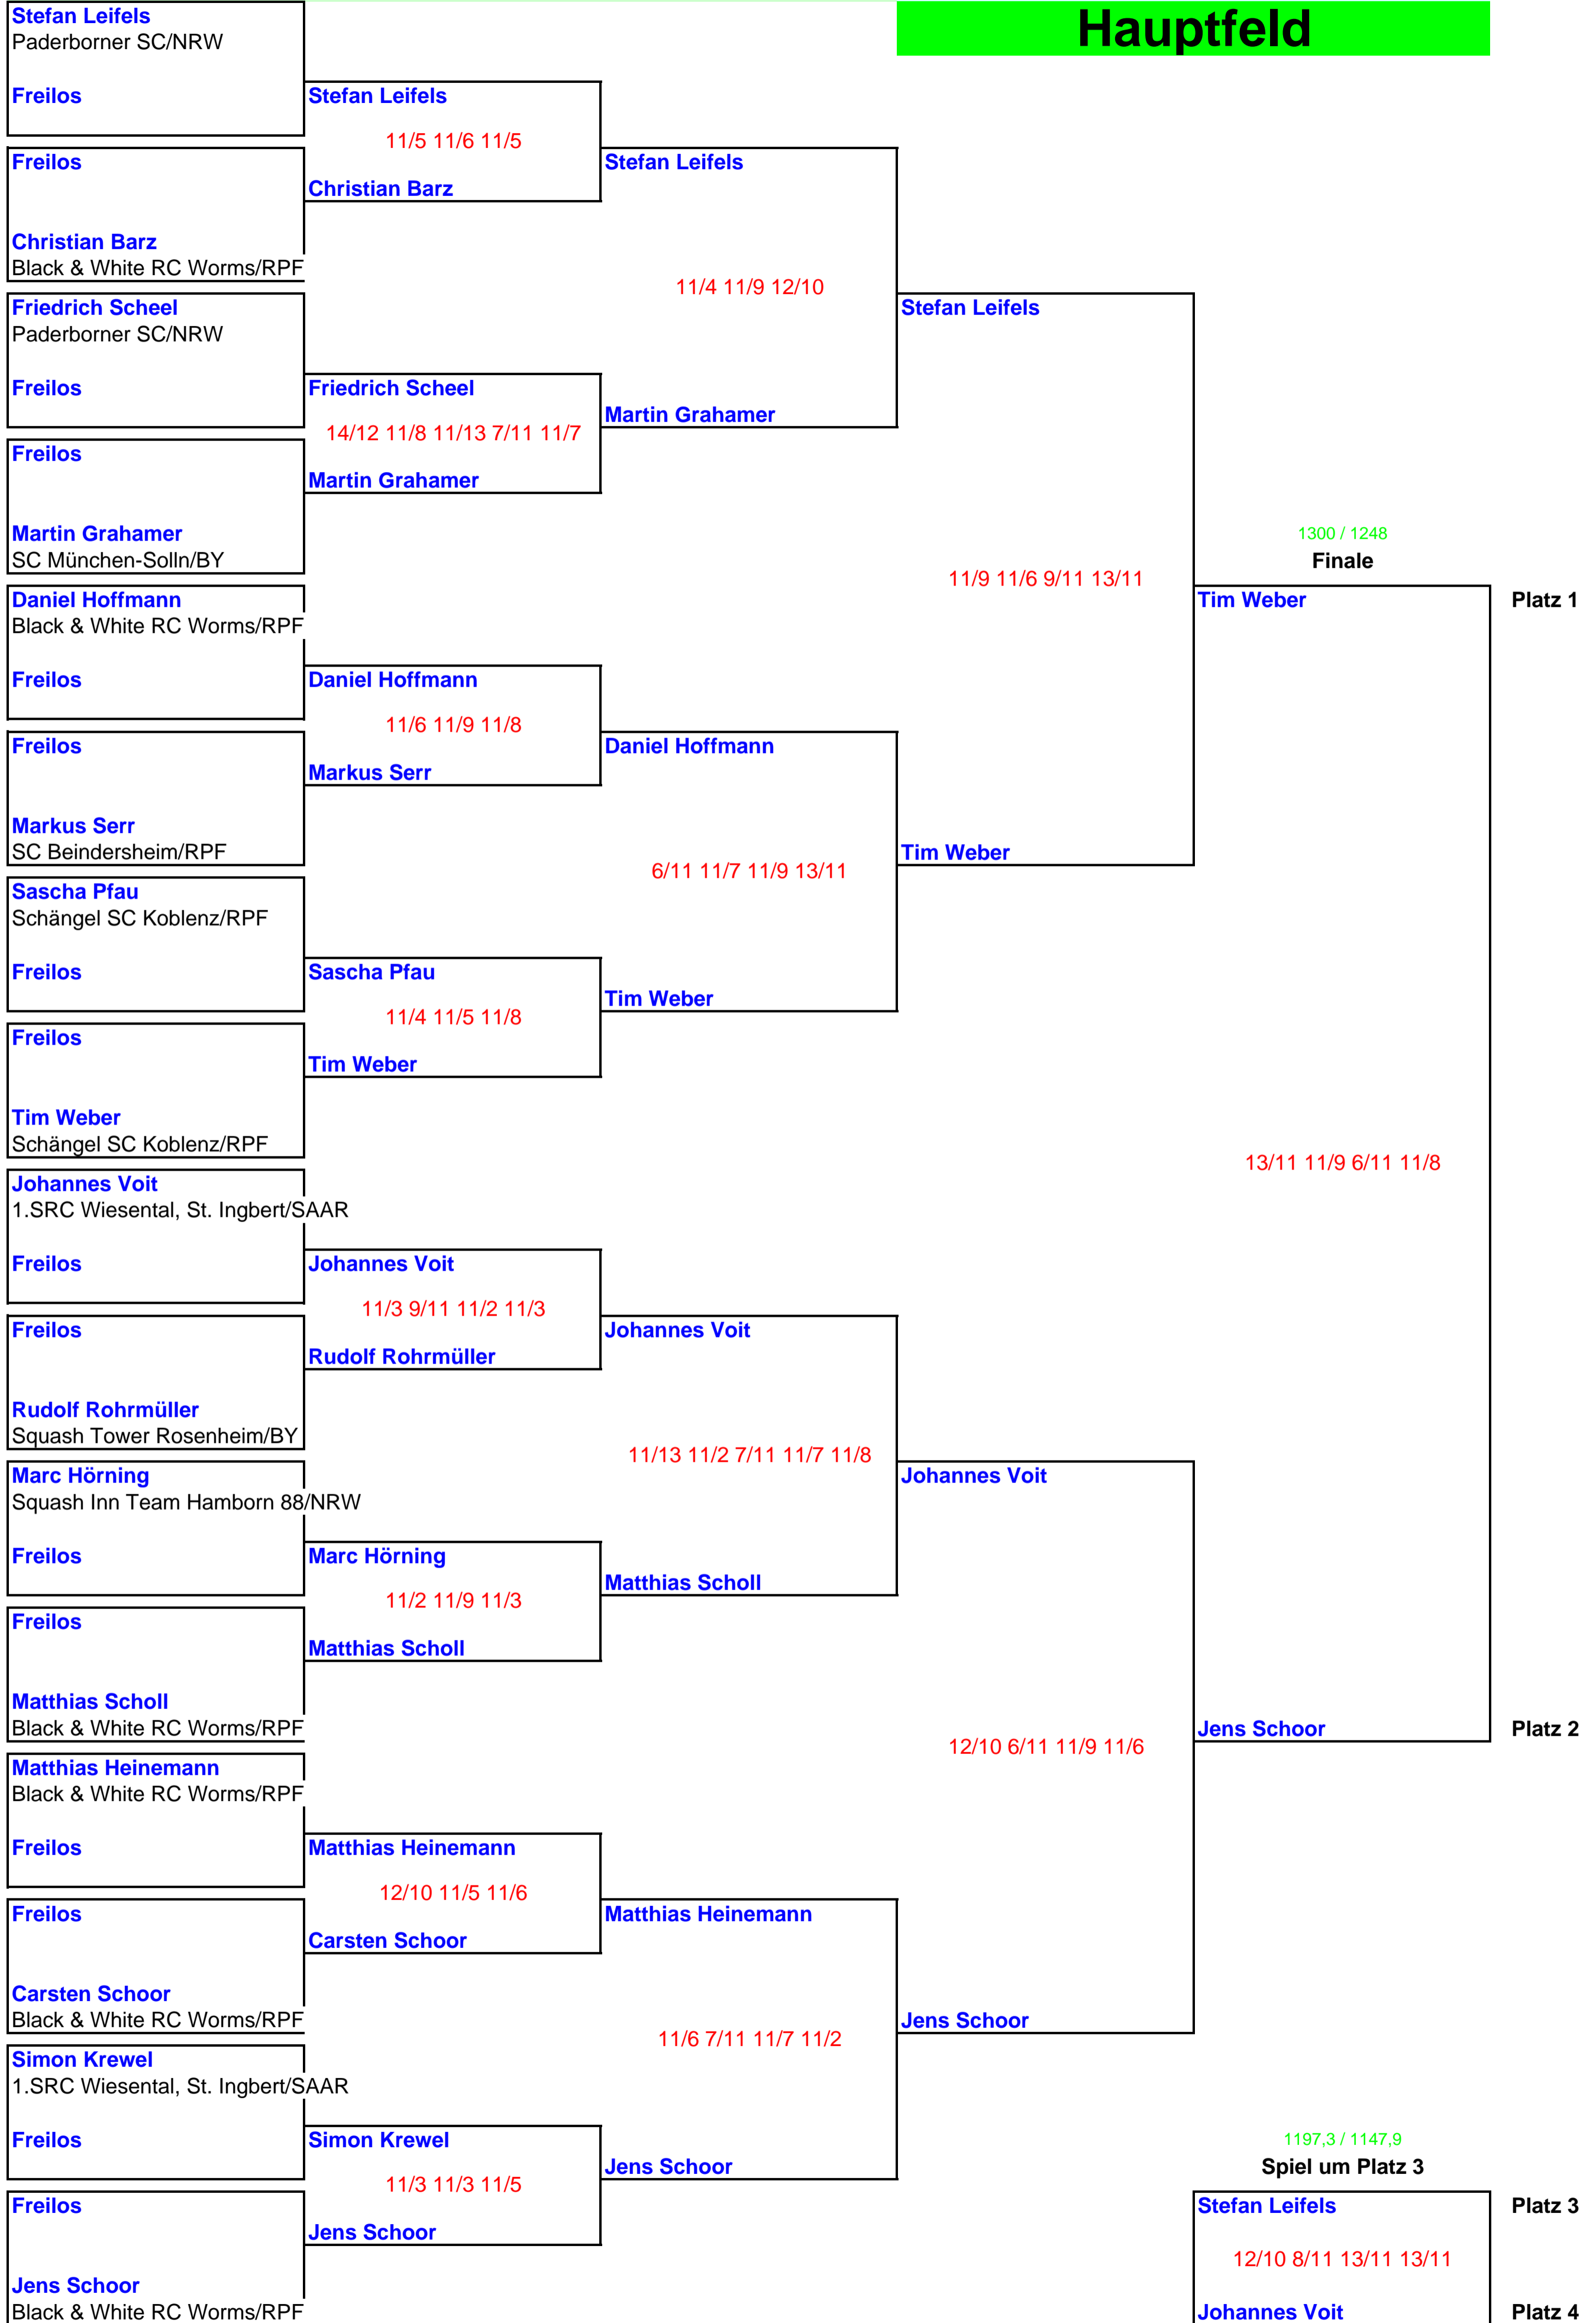 Hauptfeld
Stefan Leifels
Paderborner SC/NRW
Freilos
Freilos
Christian Barz
Black & White RC Worms/RPF
Friedrich Scheel
Paderborner SC/NRW
Freilos
Freilos
Martin Grahamer
SC München-Solln/BY
Daniel Hoffmann
Black & White RC Worms/RPF
Freilos
Freilos
Markus Serr
SC Beindersheim/RPF
Sascha Pfau
Schängel SC Koblenz/RPF
Freilos
Freilos
Tim Weber
Schängel SC Koblenz/RPF
Johannes Voit
1.SRC Wiesental, St. Ingbert/SAAR
Freilos
Freilos
Rudolf Rohrmüller
Squash Tower Rosenheim/BY
Marc Hörning
Squash Inn Team Hamborn 88/NRW
Freilos
Freilos
Matthias Scholl
Black & White RC Worms/RPF
Matthias Heinemann
Black & White RC Worms/RPF
Freilos
Freilos
Carsten Schoor
Black & White RC Worms/RPF
Simon Krewel
1.SRC Wiesental, St. Ingbert/SAAR
Freilos
Freilos
Jens Schoor
Black & White RC Worms/RPF
Stefan Leifels
11/5 11/6 11/5
Christian Barz
Friedrich Scheel
14/12 11/8 11/13 7/11 11/7
Martin Grahamer
Daniel Hoffmann
11/6 11/9 11/8
Markus Serr
Sascha Pfau
11/4 11/5 11/8
Tim Weber
Johannes Voit
11/3 9/11 11/2 11/3
Rudolf Rohrmüller
Marc Hörning
11/2 11/9 11/3
Matthias Scholl
Matthias Heinemann
12/10 11/5 11/6
Carsten Schoor
Simon Krewel
11/3 11/3 11/5
Jens Schoor
Stefan Leifels
11/4 11/9 12/10
Martin Grahamer
Daniel Hoffmann
6/11 11/7 11/9 13/11
Tim Weber
Johannes Voit
11/13 11/2 7/11 11/7 11/8
Matthias Scholl
Matthias Heinemann
11/6 7/11 11/7 11/2
Jens Schoor
Stefan Leifels
11/9 11/6 9/11 13/11
Tim Weber
Johannes Voit
12/10 6/11 11/9 11/6
Jens Schoor
1300 / 1248
Finale
Tim Weber Platz 1
13/11 11/9 6/11 11/8
Jens Schoor Platz 2
1197,3 / 1147,9
Spiel um Platz 3
Stefan Leifels Platz 3
12/10 8/11 13/11 13/11
Johannes Voit Platz 4